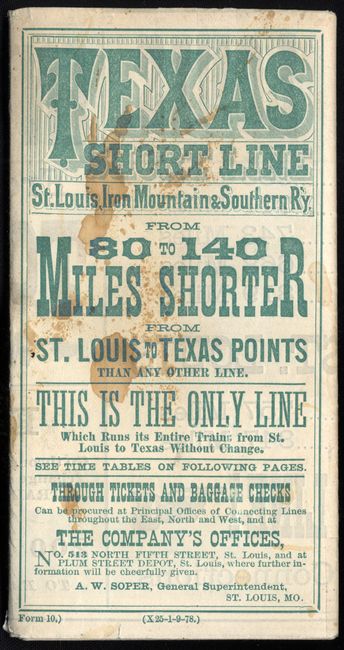 TEXAS
SHORT LINE
St. Louis, Iron Mountain & Southern Ry.
FROM
80 TO 140
MILES SHORTER
FROM
ST. LOUIS TO TEXAS POINTS
THAN ANY OTHER LINE.
THIS IS THE ONLY LINE
Which Runs its Entire Trains from St.
Louis to Texas Without Change.
SEE TIME TABLES ON FOLLOWING PAGES.
THROUGH TICKETS AND BAGGAGE CHECKS
Can be procured at Principal Offices of Connecting Lines
throughout the East, North and West, and at
THE COMPANY'S OFFICES,
NO. 513 NORTH FIFTH STREET, St. Louis, and at
PLUM STREET DEPOT, St. Louis, where further in-
formation will be cheerfully given.
A. W. SOPER, General Superintendent,
ST. LOUIS, MO.
Form 10.) (X25-1-9-78.)